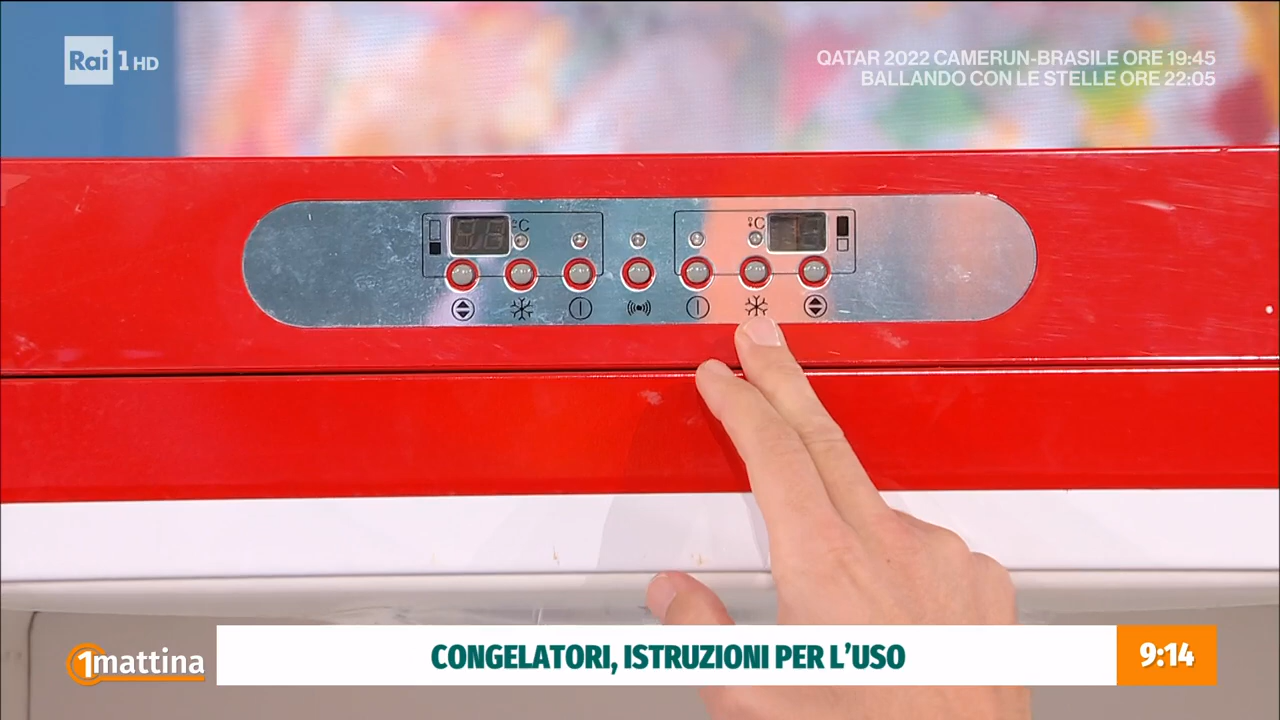 Rai 1 HD
QATAR 2022 CAMERUN-BRASILE ORE 19:45
BALLANDO CON LE STELLE ORE 22:05
°C
°C
1mattina
CONGELATORI, ISTRUZIONI PER L'USO
9:14